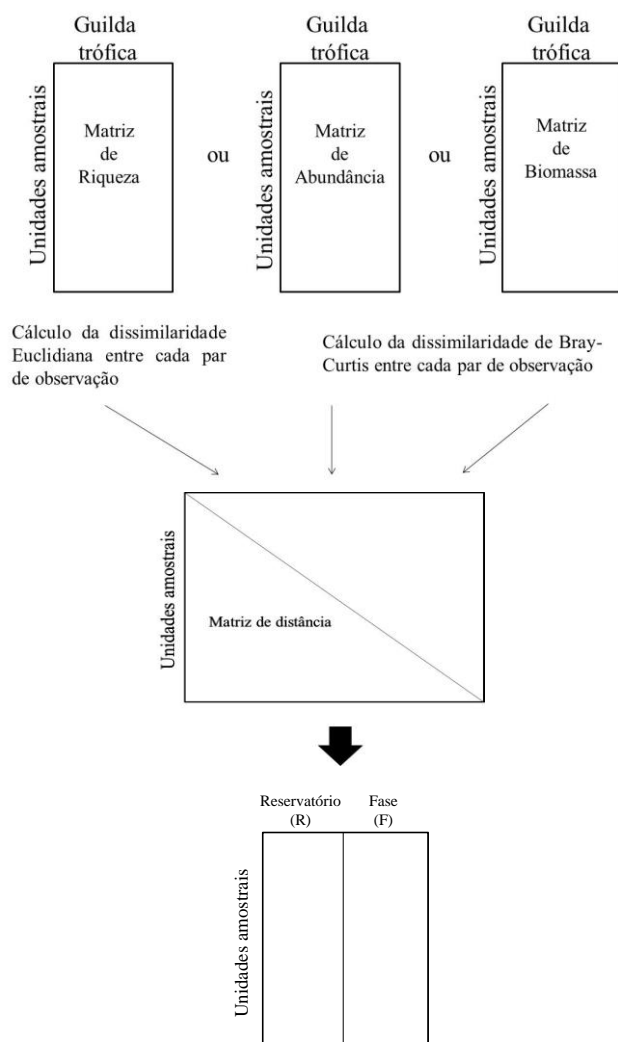 Guilda
trófica
Unidades amostrais
Matriz
de
Riqueza
ou
Guilda
trófica
Unidades amostrais
Matriz
de
Abundância
ou
Guilda
trófica
Unidades amostrais
Matriz
de
Biomassa
Cálculo da dissimilaridade
Euclidiana entre cada par
de observação
Cálculo da dissimilaridade de Bray-
Curtis entre cada par de observação
Unidades amostrais
Matriz de distância
Reservatório
(R)
Fase
(F)
Unidades amostrais